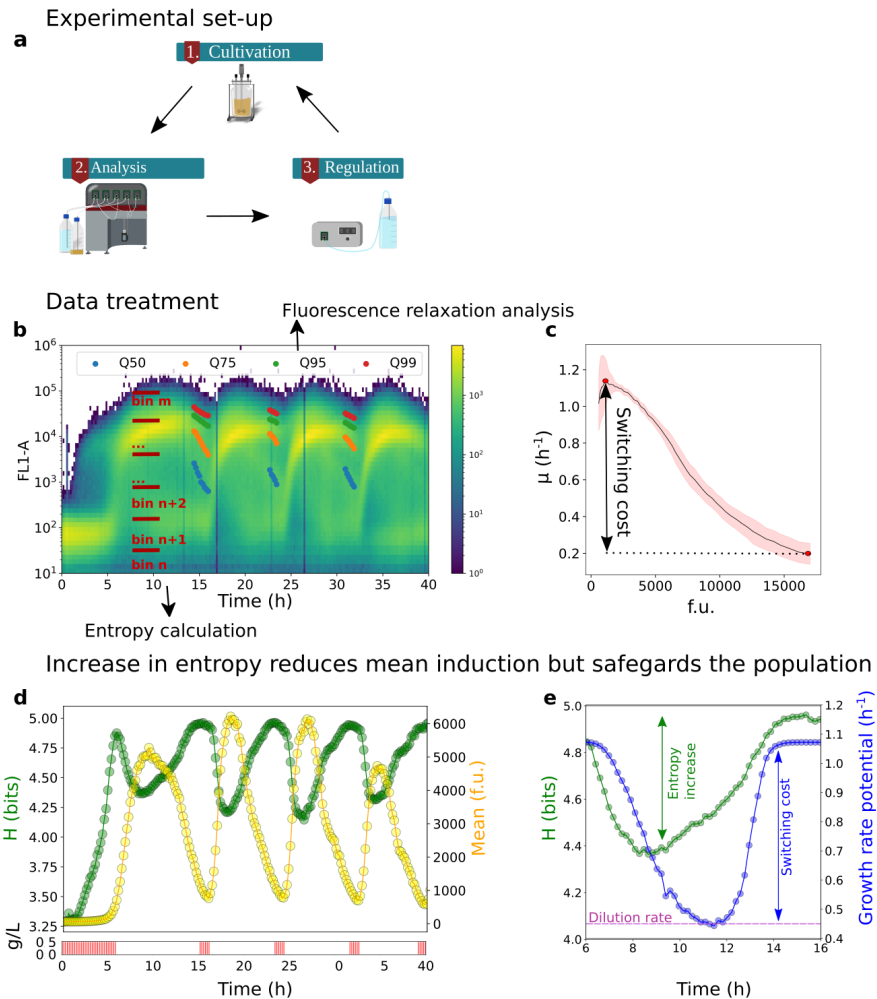 Experimental set-up
a
1. Cultivation
2. Analysis
3. Regulation
Data treatment
b
Fluorescence relaxation analysis
Q50 Q75 Q95 Q99
bin m
...
...
bin n+2
bin n+1
bin n
FL1-A
10⁶
10⁵
10⁴
10³
10²
10¹
0 5 10 15 20 25 30 35 40
Time (h)
10³
10²
10¹
10⁰
Entropy calculation
c
μ (h⁻¹)
1.2
1.0
0.8
0.6
0.4
0.2
Switching cost
0 5000 10000 15000
f.u.
Increase in entropy reduces mean induction but safegards the population
d
H (bits)
5.00
4.75
4.50
4.25
4.00
3.75
3.50
3.25
6000
5000
4000
3000
2000
1000
0
Mean (f.u.)
g/L
0 5
0 0
0 5 10 15 20 25 0 35 40
Time (h)
e
H (bits)
5.0
4.8
4.6
4.4
4.2
4.0
Entropy
increase
Switching cost
Dilution rate
1.2
1.1
1.0
0.9
0.8
0.7
0.6
0.5
0.4
Growth rate potential (h⁻¹)
6 8 10 12 14 16
Time (h)